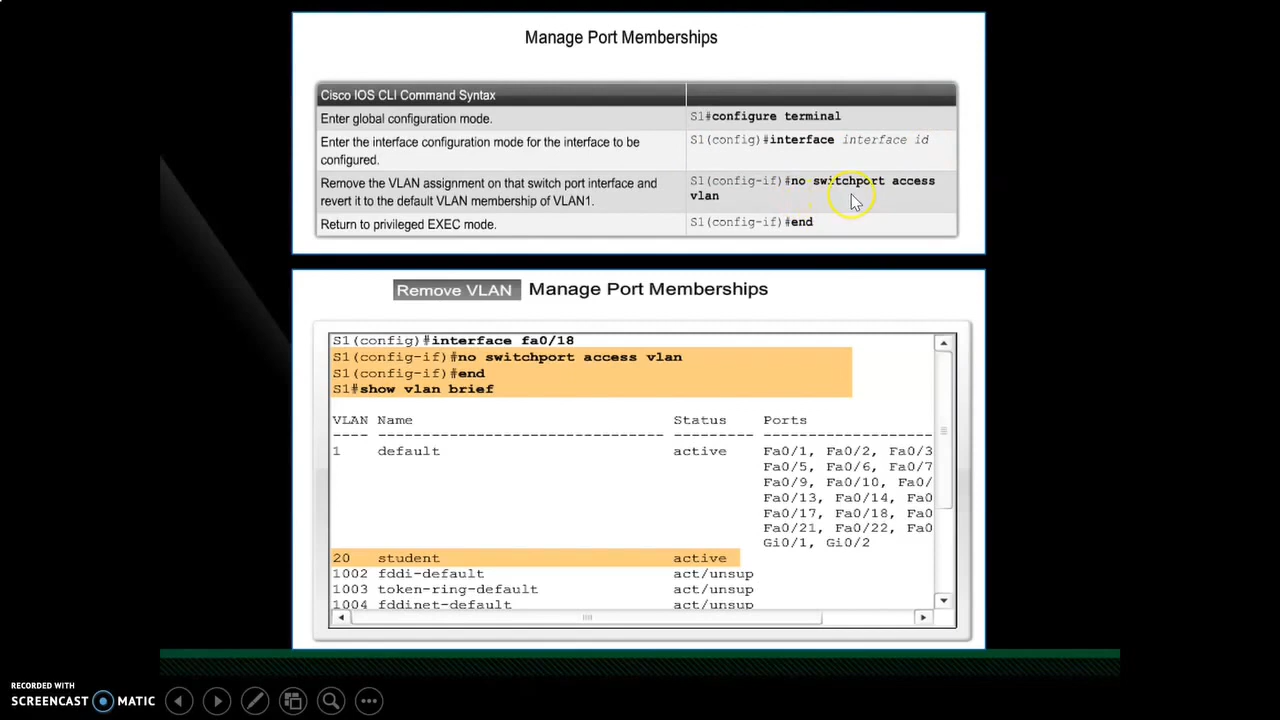 Manage Port Memberships
Cisco IOS CLI Command Syntax
Enter global configuration mode.
S1#configure terminal
Enter the interface configuration mode for the interface to be
configured.
S1(config)#interface interface id
Remove the VLAN assignment on that switch port interface and
revert it to the default VLAN membership of VLAN1.
S1(config-if)#no switchport access
vlan
Return to privileged EXEC mode.
S1(config-if)#end
Remove VLAN Manage Port Memberships
S1(config)#interface fa0/18
S1(config-if)#no switchport access vlan
S1(config-if)#end
S1#show vlan brief
VLAN Name Status Ports
---- -------------------------------- --------- -------------------
1 default active Fa0/1, Fa0/2, Fa0/3
Fa0/5, Fa0/6, Fa0/7
Fa0/9, Fa0/10, Fa0/
Fa0/13, Fa0/14, Fa0
Fa0/17, Fa0/18, Fa0
Fa0/21, Fa0/22, Fa0
Gi0/1, Gi0/2
20 student active
1002 fddi-default act/unsup
1003 token-ring-default act/unsup
1004 fddinet-default act/unsup
RECORDED WITH
SCREENCAST MATIC